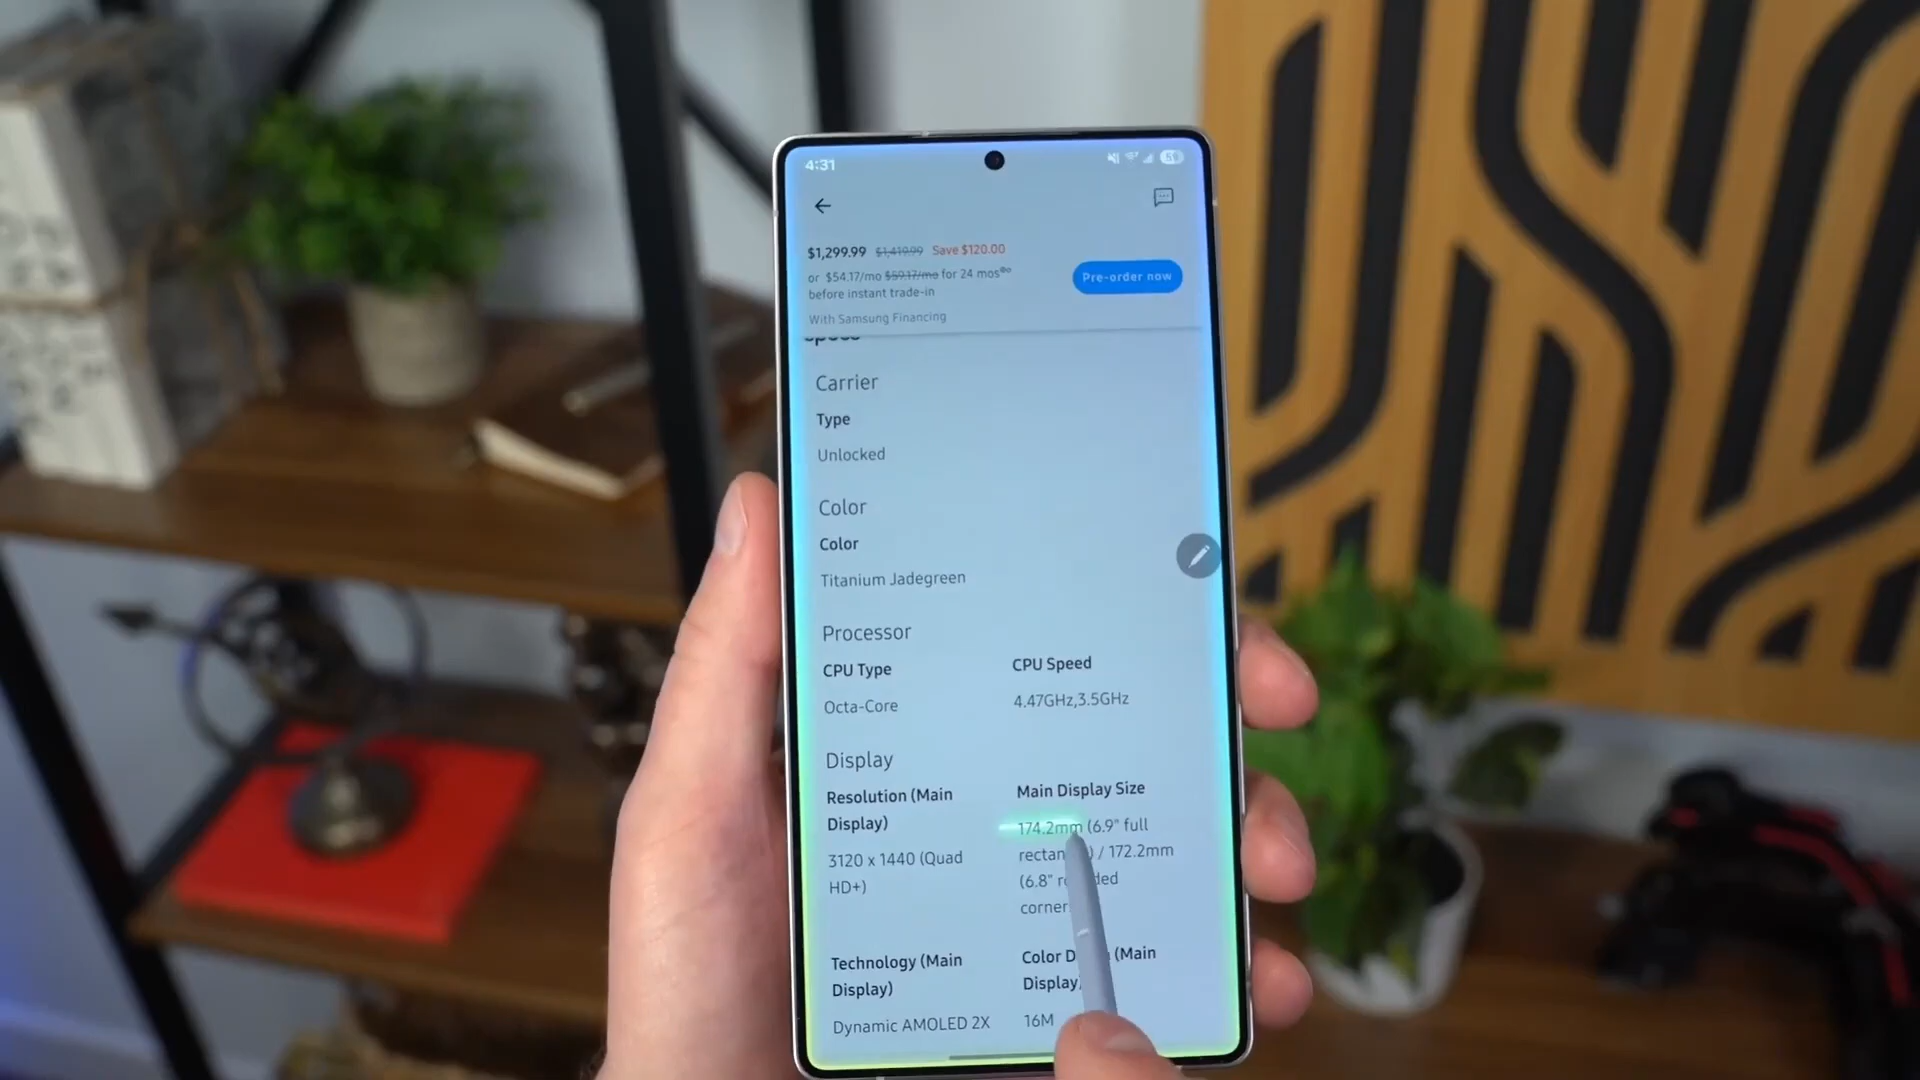 4:31
$1,299.99 $1,419.99 Save $120.00
or $54.17/mo $59.17/mo for 24 mos
before instant trade-in
Pre-order now
With Samsung Financing
Carrier
Type
Unlocked
Color
Color
Titanium Jadegreen
Processor
CPU Type
Octa-Core
CPU Speed
4.47GHz,3.5GHz
Display
Resolution (Main
Display)
3120 x 1440 (Quad
HD+)
Main Display Size
174.2mm (6.9" full
/ 172.2mm
(6.8"
Technology (Main
Display)
Dynamic AMOLED 2X
Color (Main
Display)
16M